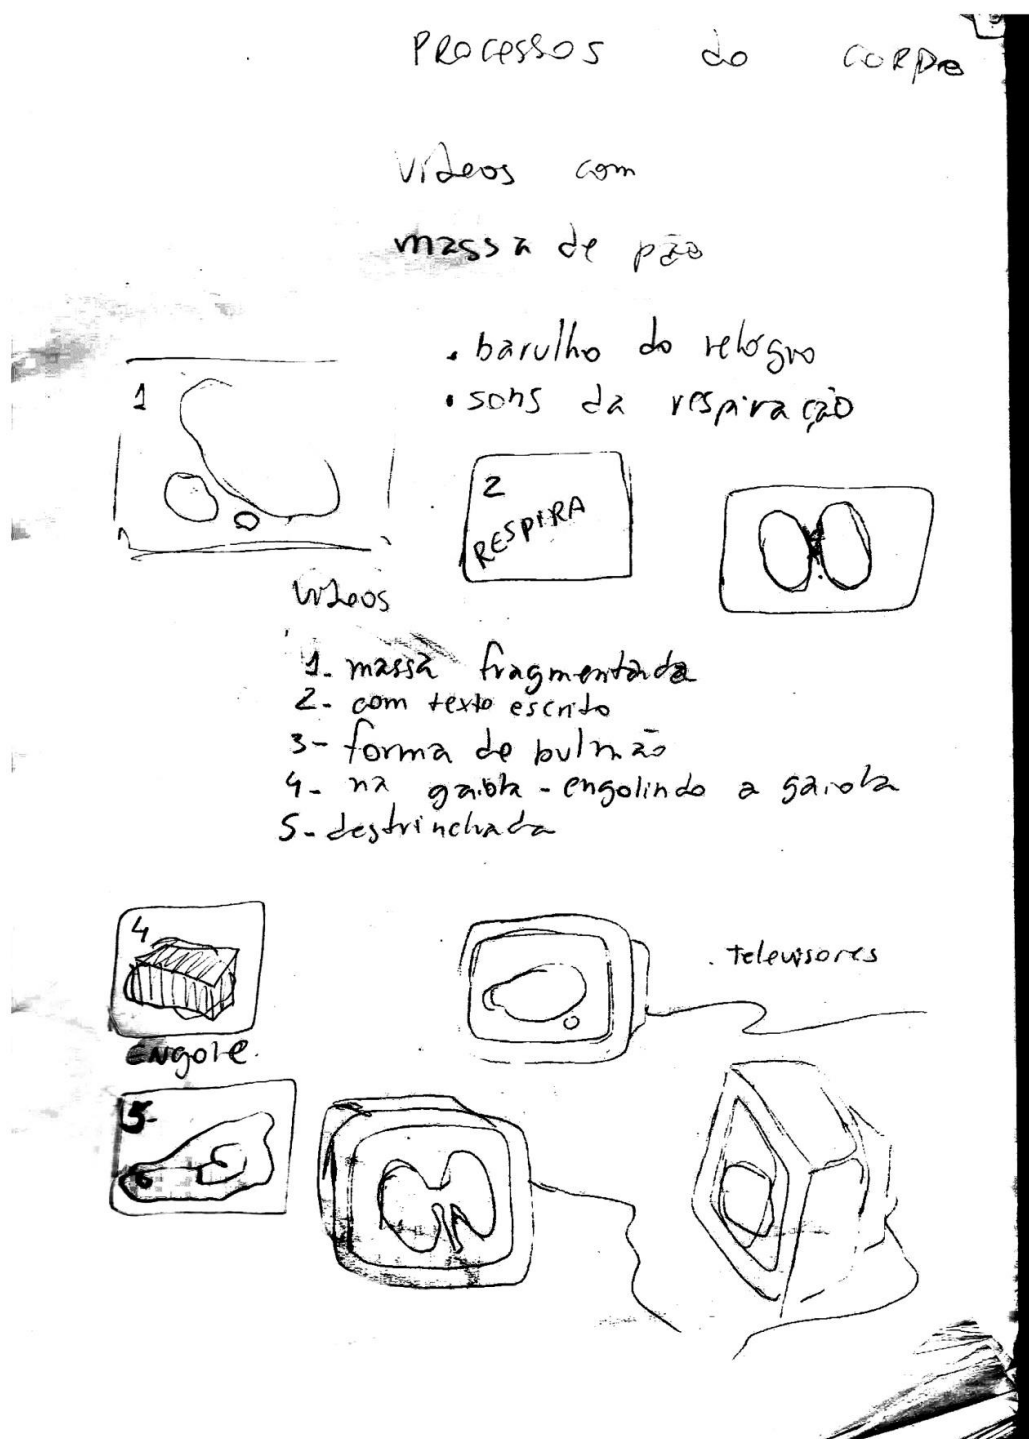 PROCESSOS do CORPO
vídeos com
massa de pão
. barulho do relógio
. sons da respiração
1
2
RESPIRA
vídeos
1. massa fragmentada
2- com texto escrito
3- forma de pulmão
4- na gaiola - engolindo a gaiola
5- destrinchada
4
ENGOLE.
. televisores
5-